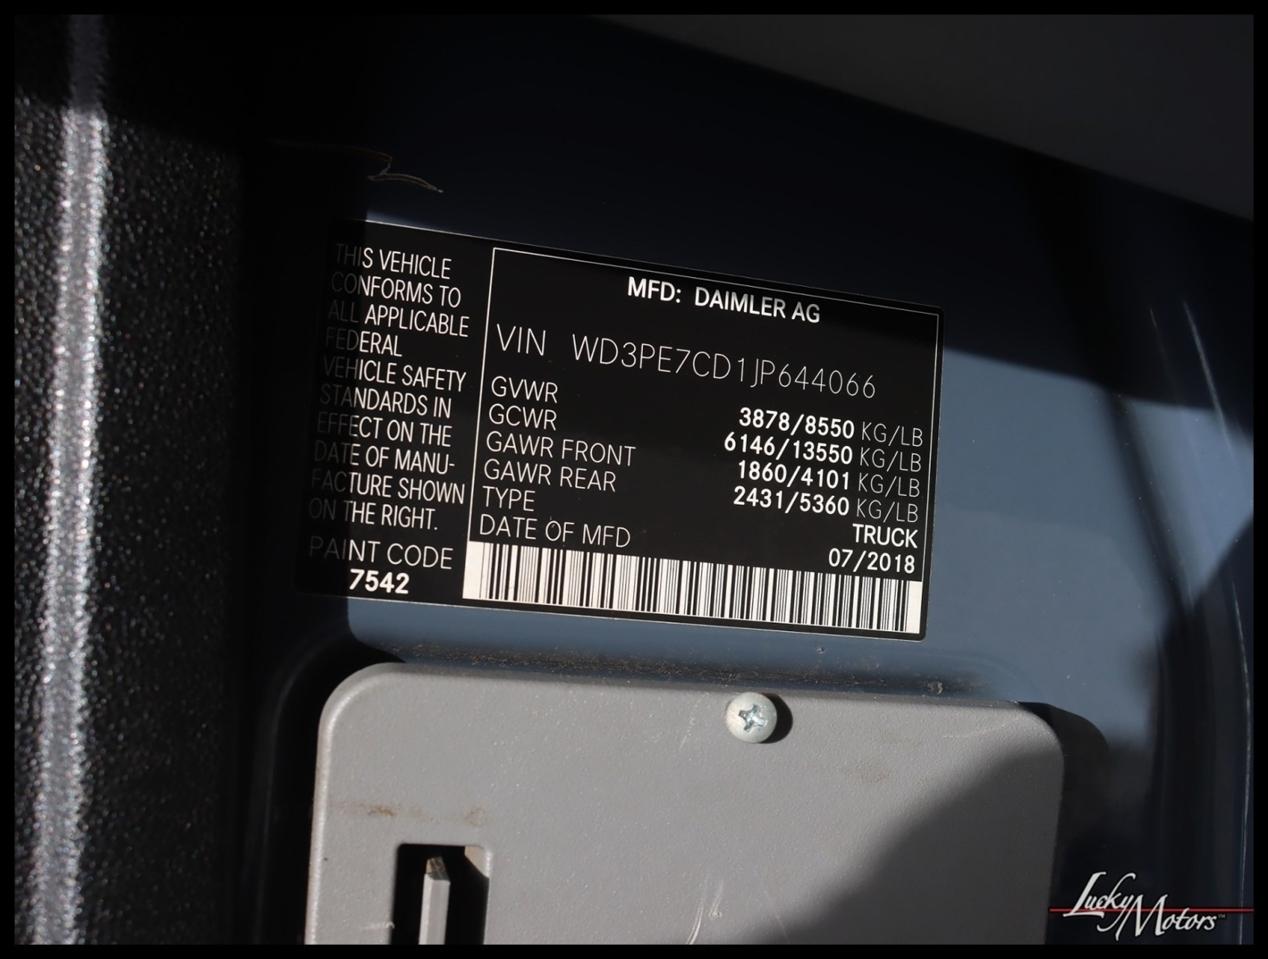 THIS VEHICLE
CONFORMS TO
ALL APPLICABLE
FEDERAL
VEHICLE SAFETY
STANDARDS IN
EFFECT ON THE
DATE OF MANU-
FACTURE SHOWN
ON THE RIGHT.
PAINT CODE
7542
MFD: DAIMLER AG
VIN WD3PE7CD1JP644066
GVWR 3878/8550 KG/LB
GCWR 6146/13550 KG/LB
GAWR FRONT 1860/4101 KG/LB
GAWR REAR 2431/5360 KG/LB
TYPE TRUCK
DATE OF MFD 07/2018
Lucky Motors™